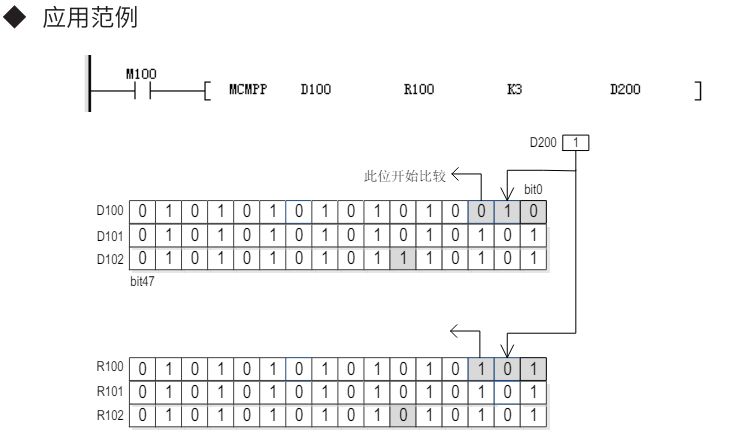 ◆ 应用范例
M100
[ MCMPP D100 R100 K3 D200 ]
D200 1
此位开始比较
bit0
D100 0 1 0 1 0 1 0 1 0 1 0 1 0 0 1 0
D101 0 1 0 1 0 1 0 1 0 1 0 1 0 1 0 1
D102 0 1 0 1 0 1 0 1 0 1 1 1 0 1 0 1
bit47
R100 0 1 0 1 0 1 0 1 0 1 0 1 0 1 0 1
R101 0 1 0 1 0 1 0 1 0 1 0 1 0 1 0 1
R102 0 1 0 1 0 1 0 1 0 1 0 1 0 1 0 1